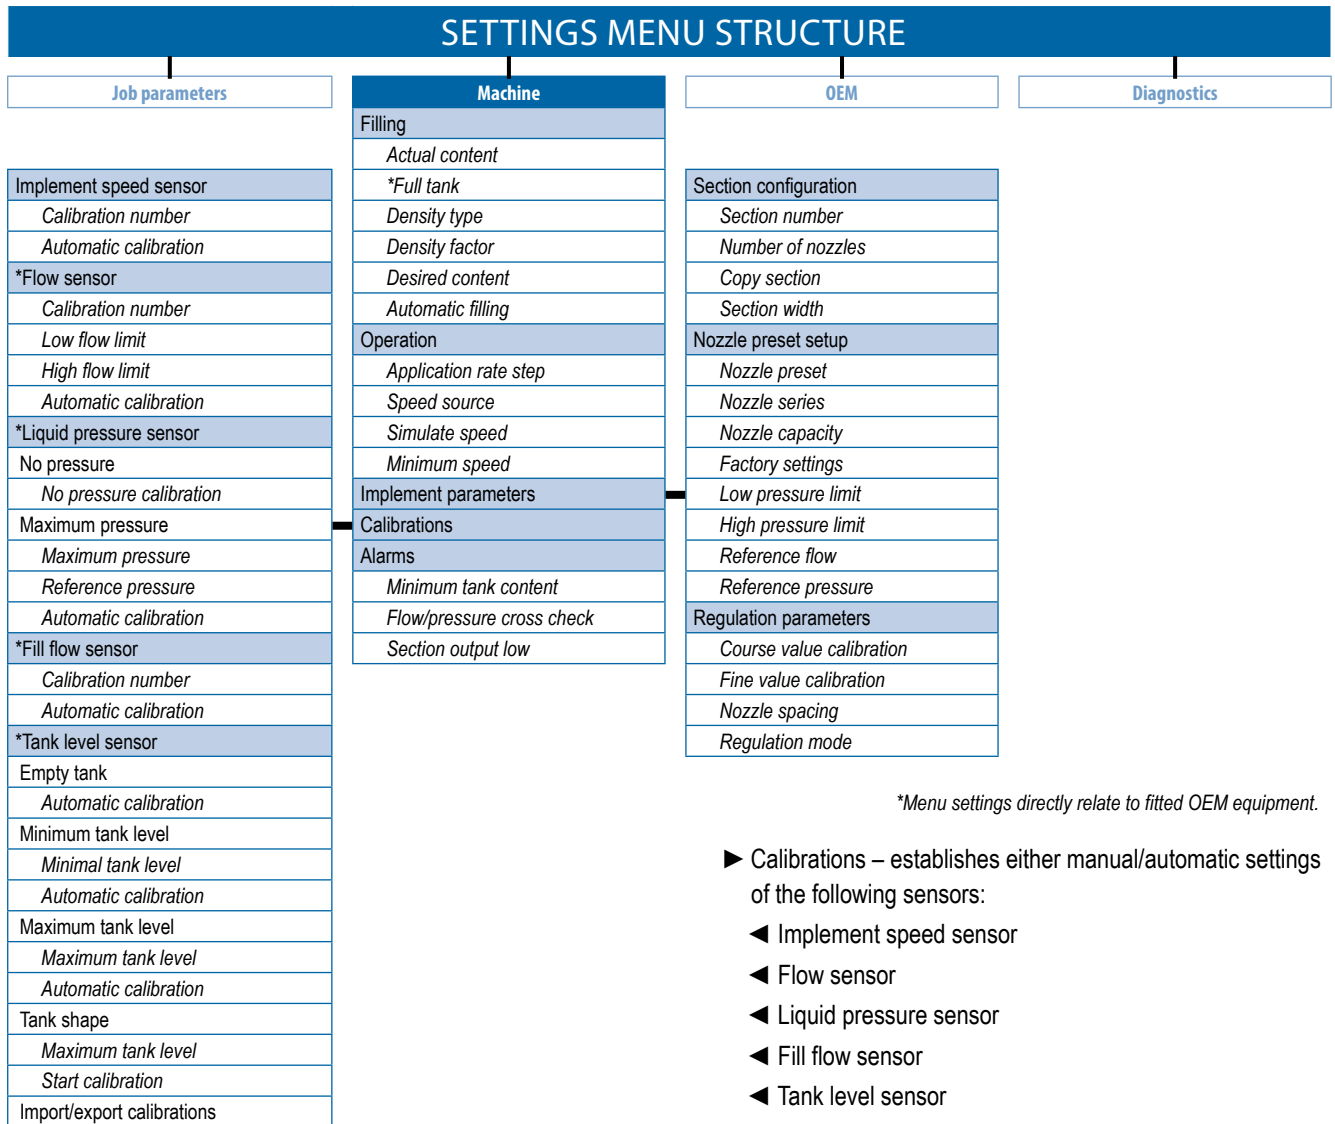 SETTINGS MENU STRUCTURE
Job parameters
Machine
OEM
Diagnostics
Implement speed sensor
Calibration number
Automatic calibration
*Flow sensor
Calibration number
Low flow limit
High flow limit
Automatic calibration
*Liquid pressure sensor
No pressure
No pressure calibration
Maximum pressure
Maximum pressure
Reference pressure
Automatic calibration
*Fill flow sensor
Calibration number
Automatic calibration
*Tank level sensor
Empty tank
Automatic calibration
Minimum tank level
Minimal tank level
Automatic calibration
Maximum tank level
Maximum tank level
Automatic calibration
Tank shape
Maximum tank level
Start calibration
Import/export calibrations
Filling
Actual content
*Full tank
Density type
Density factor
Desired content
Automatic filling
Operation
Application rate step
Speed source
Simulate speed
Minimum speed
Implement parameters
Calibrations
Alarms
Minimum tank content
Flow/pressure cross check
Section output low
Section configuration
Section number
Number of nozzles
Copy section
Section width
Nozzle preset setup
Nozzle preset
Nozzle series
Nozzle capacity
Factory settings
Low pressure limit
High pressure limit
Reference flow
Reference pressure
Regulation parameters
Course value calibration
Fine value calibration
Nozzle spacing
Regulation mode
*Menu settings directly relate to fitted OEM equipment.
►Calibrations – establishes either manual/automatic settings
of the following sensors:
◄Implement speed sensor
◄Flow sensor
◄Liquid pressure sensor
◄Fill flow sensor
◄Tank level sensor